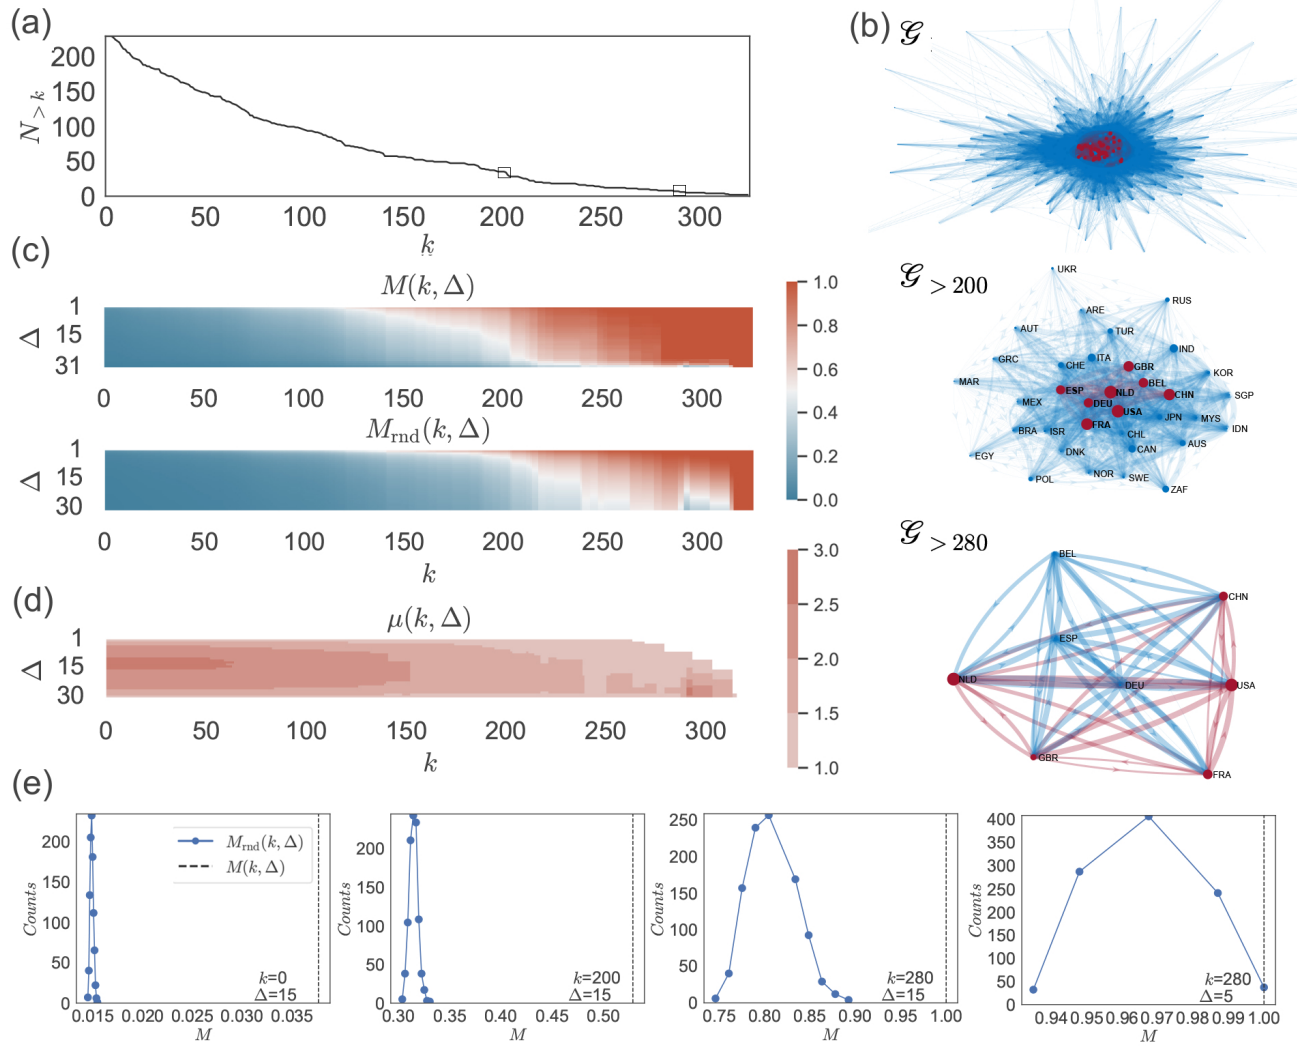 (a)
200
150
100
50
0
N>k
0 50 100 150 200 250 300
k
(b)
𝒢
𝒢 > 200
UKR
RUS
ARE
AUT
TUR
GRC
ITA
IND
CHE
GBR
KOR
MAR
ESP
BEL
NLD
CHN
SGP
MEX
DEU
USA
JPN
MYS
FRA
IDN
BRA
ISR
CHL
AUS
EGY
DNK
CAN
NOR
SWE
POL
ZAF
𝒢 > 280
BEL
CHN
ESP
NLD
DEU
USA
GBR
FRA
(c)
M(k, Δ)
Δ
1
15
31
0 50 100 150 200 250 300
Mrnd(k, Δ)
Δ
1
15
30
0 50 100 150 200 250 300
k
1.0
0.8
0.6
0.4
0.2
0.0
(d)
μ(k, Δ)
Δ
1
15
30
0 50 100 150 200 250 300
k
3.0
2.5
2.0
1.5
1.0
(e)
Counts
200
150
100
50
0
Mrnd(k, Δ)
M(k, Δ)
k=0
Δ=15
0.015 0.020 0.025 0.030 0.035
M
Counts
200
150
100
50
0
k=200
Δ=15
0.30 0.40 0.50
M
Counts
250
200
150
100
50
0
k=280
Δ=15
0.75 0.80 0.85 0.90 0.95 1.00
M
Counts
400
350
300
250
200
150
100
50
0
k=280
Δ=5
0.94 0.95 0.96 0.97 0.98 0.99 1.00
M